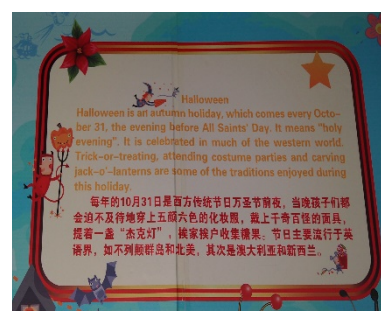 Halloween
Halloween is an autumn holiday, which comes every Octo-
ber 31, the evening before All Saints' Day. It means "holy
evening". It is celebrated in much of the western world.
Trick-or-treating, attending costume parties and carving
jack-o'-lanterns are some of the traditions enjoyed during
this holiday.
每年的10月31日是西方传统节日万圣节前夜，当晚孩子们都
会迫不及待地穿上五颜六色的化妆服，戴上千奇百怪的面具，
提着一盏“杰克灯”，挨家挨户收集糖果。节日主要流行于英
语界，如不列颠群岛和北美，其次是澳大利亚和新西兰。